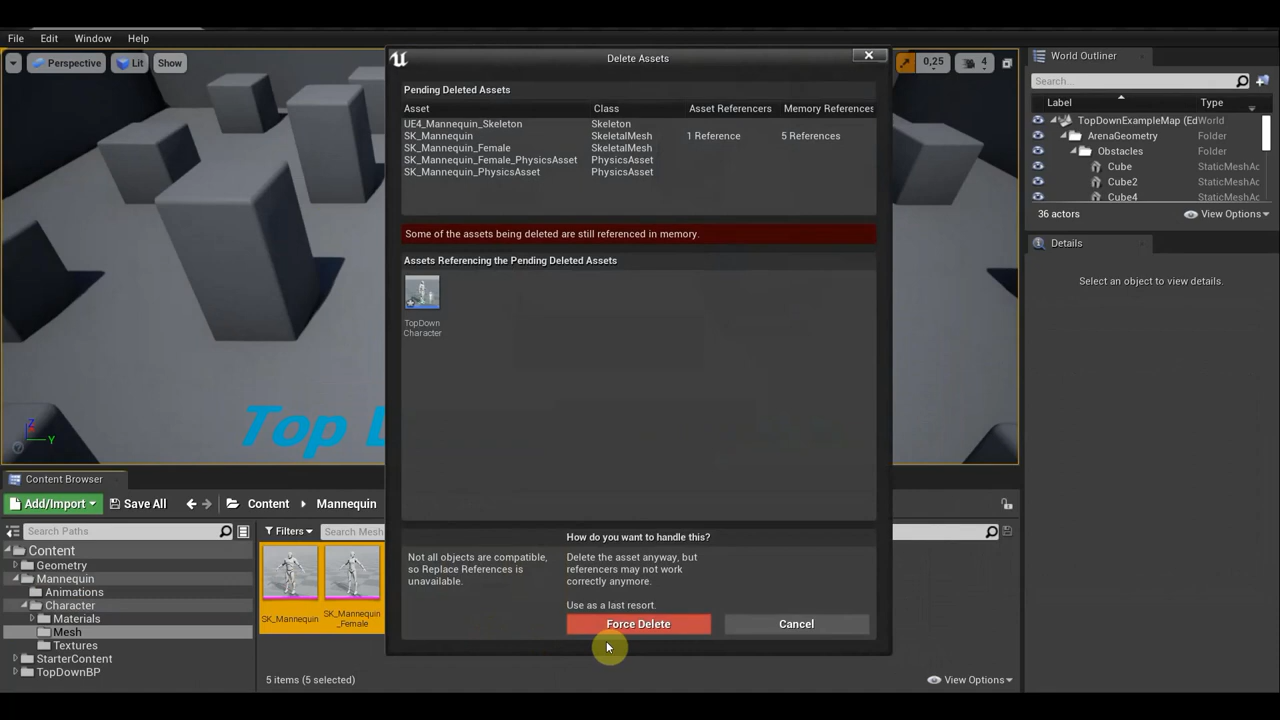 File Edit Window Help
Perspective Lit Show
0,25 4
Top
Delete Assets
Pending Deleted Assets
Asset Class Asset Referencers Memory References
UE4_Mannequin_Skeleton Skeleton
SK_Mannequin SkeletalMesh 1 Reference 5 References
SK_Mannequin_Female SkeletalMesh
SK_Mannequin_Female_PhysicsAsset PhysicsAsset
SK_Mannequin_PhysicsAsset PhysicsAsset
Some of the assets being deleted are still referenced in memory.
Assets Referencing the Pending Deleted Assets
TopDown
Character
How do you want to handle this?
Not all objects are compatible,
so Replace References is
unavailable.
Delete the asset anyway, but
referencers may not work
correctly anymore.
Use as a last resort.
Force Delete Cancel
World Outliner
Search...
Label Type
TopDownExampleMap (Ed World
ArenaGeometry Folder
Obstacles Folder
Cube StaticMeshAc
Cube2 StaticMeshAc
Cube4 StaticMeshAc
36 actors View Options
Details
Select an object to view details.
Z
Y
Content Browser
Add/Import Save All Content Mannequin
Search Paths
Filters Search Mesh
Content
Geometry
Mannequin
Animations
Character
Materials
Mesh
Textures
StarterContent
TopDownBP
SK_Mannequin
SK_Mannequin
_Female
5 items (5 selected) View Options